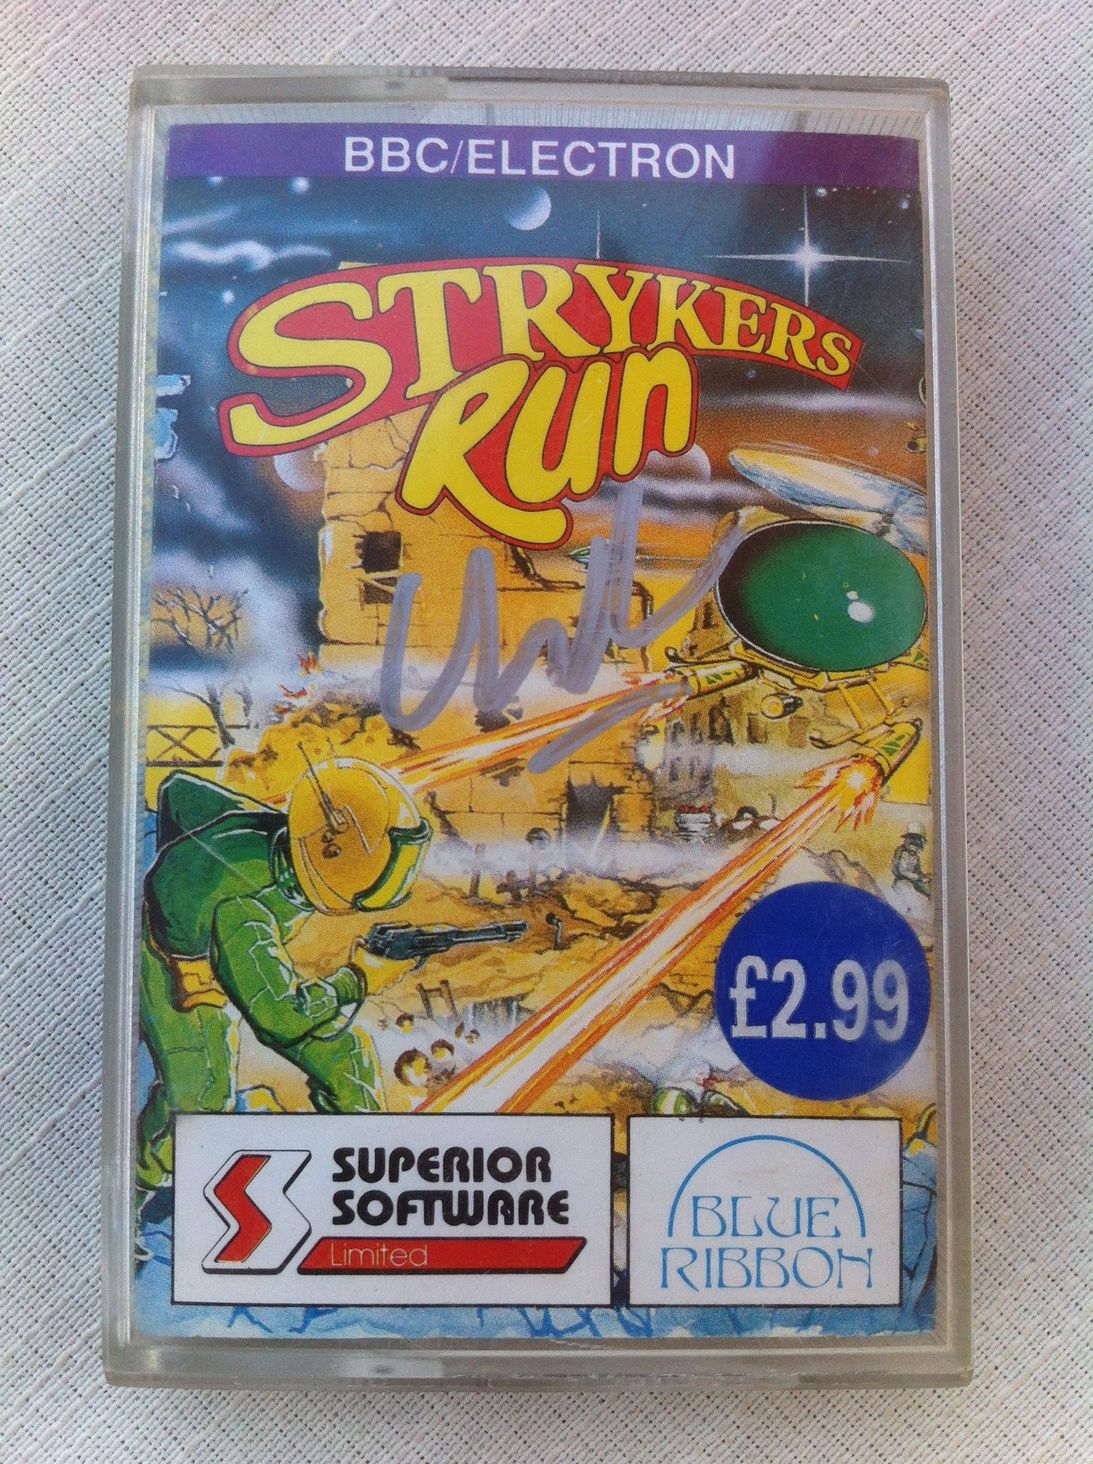 BBC/ELECTRON
STRYKERS
RUN
£2.99
SUPERIOR
SOFTWARE
Limited
BLUE
RIBBON